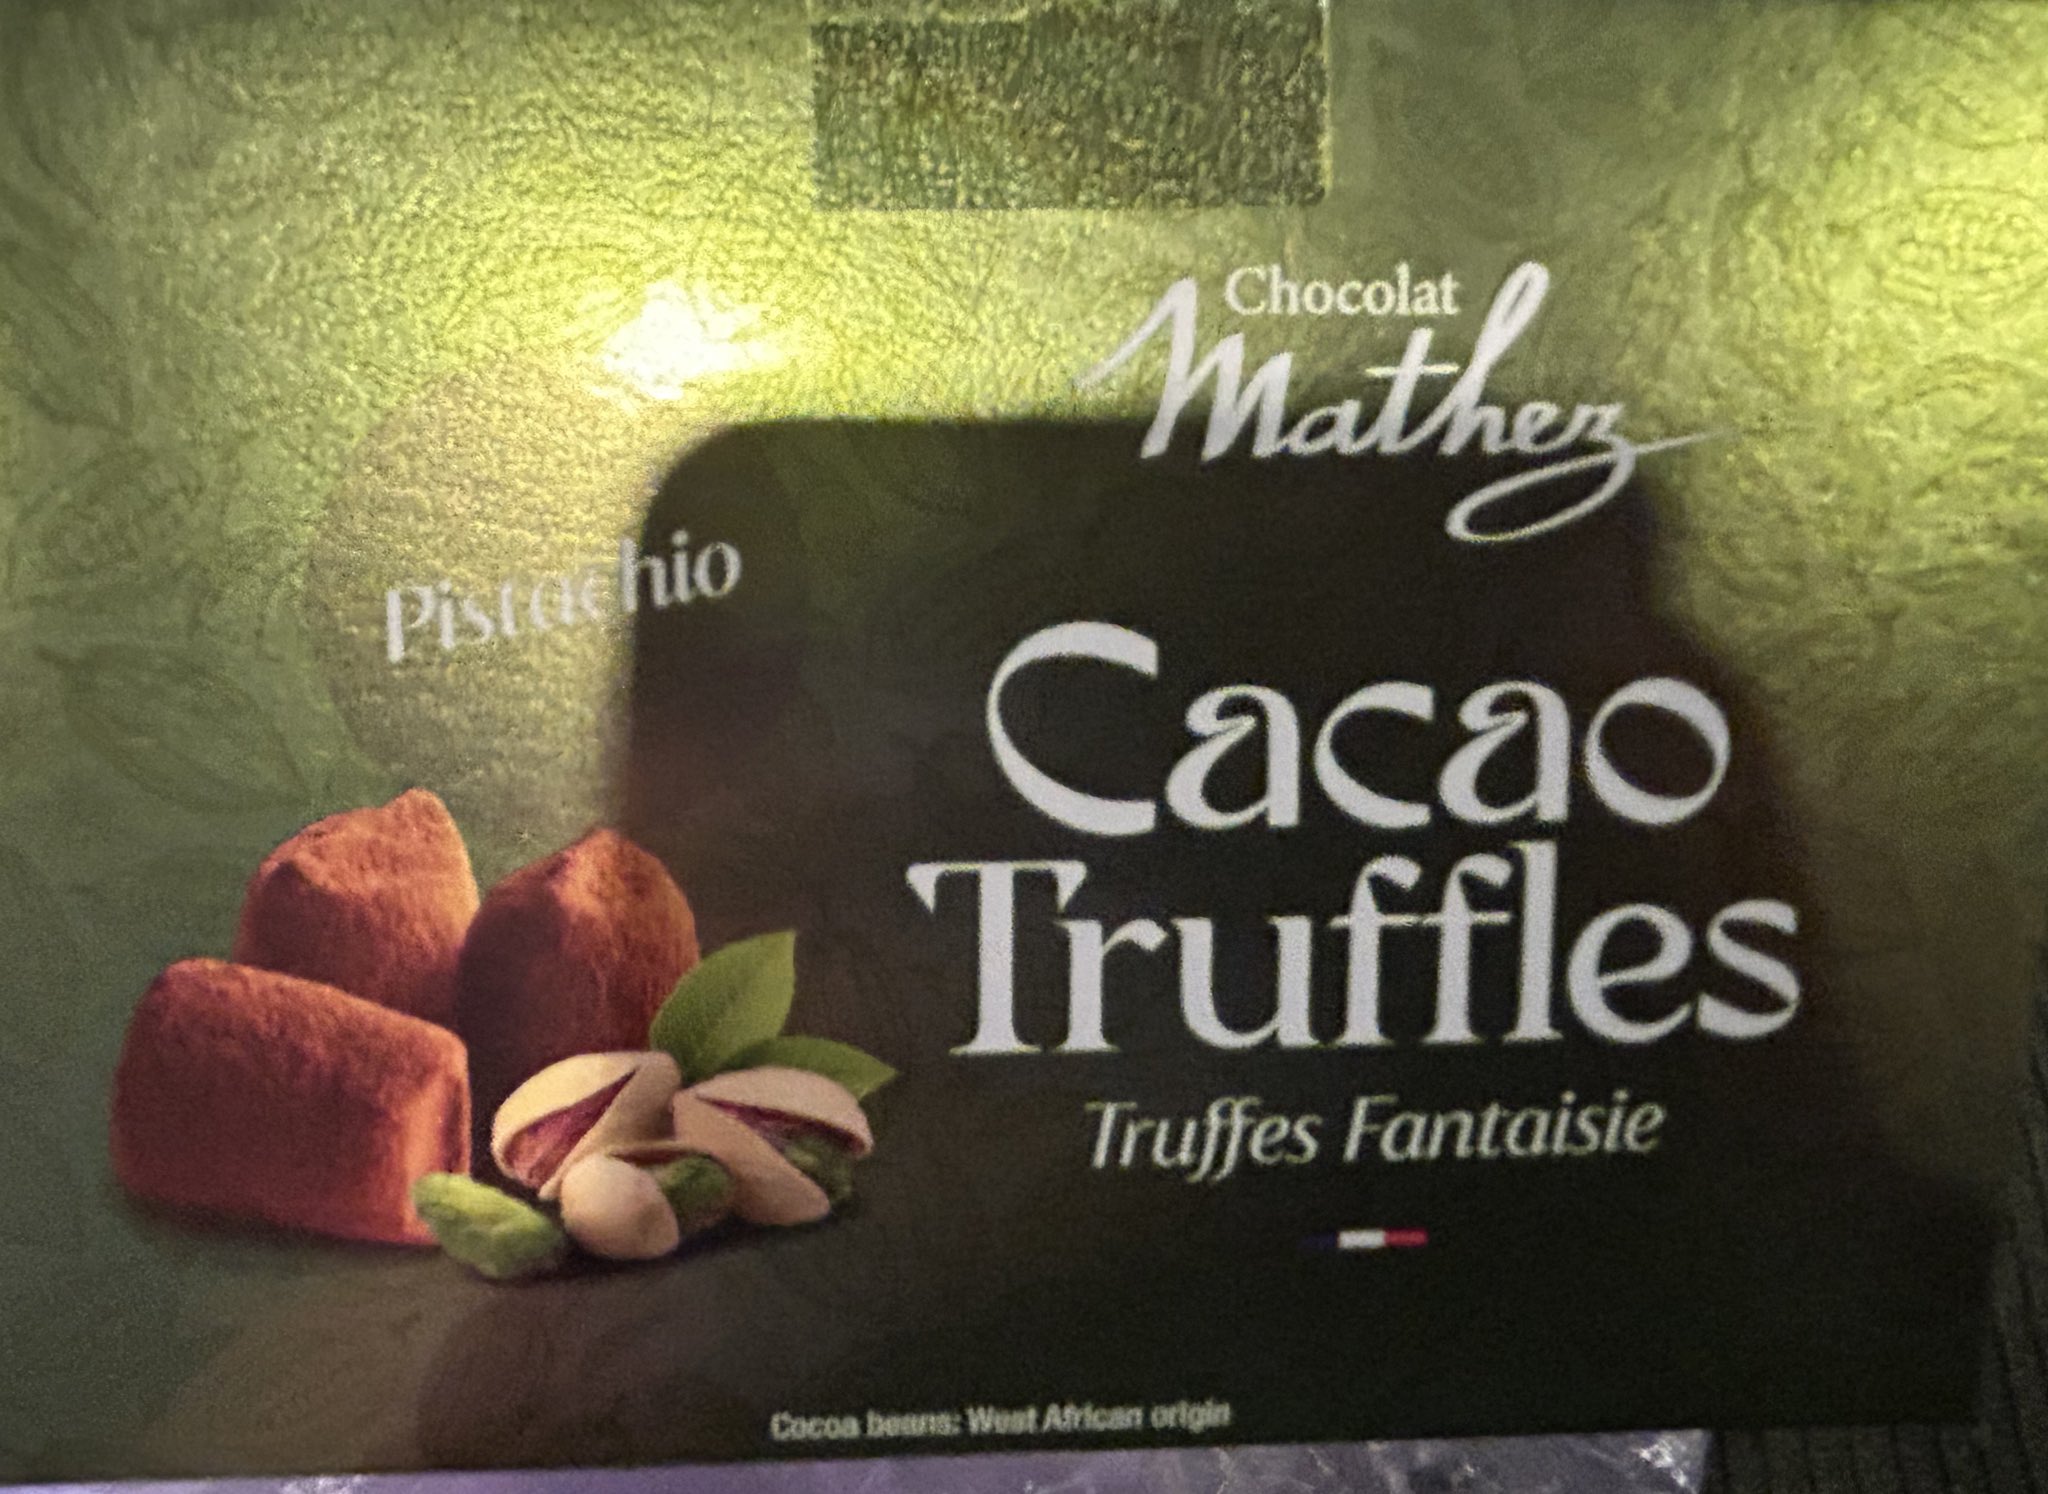 Chocolat
Mathez
Pistachio
Cacao
Truffles
Truffes Fantaisie
Cocoa beans: West African origin